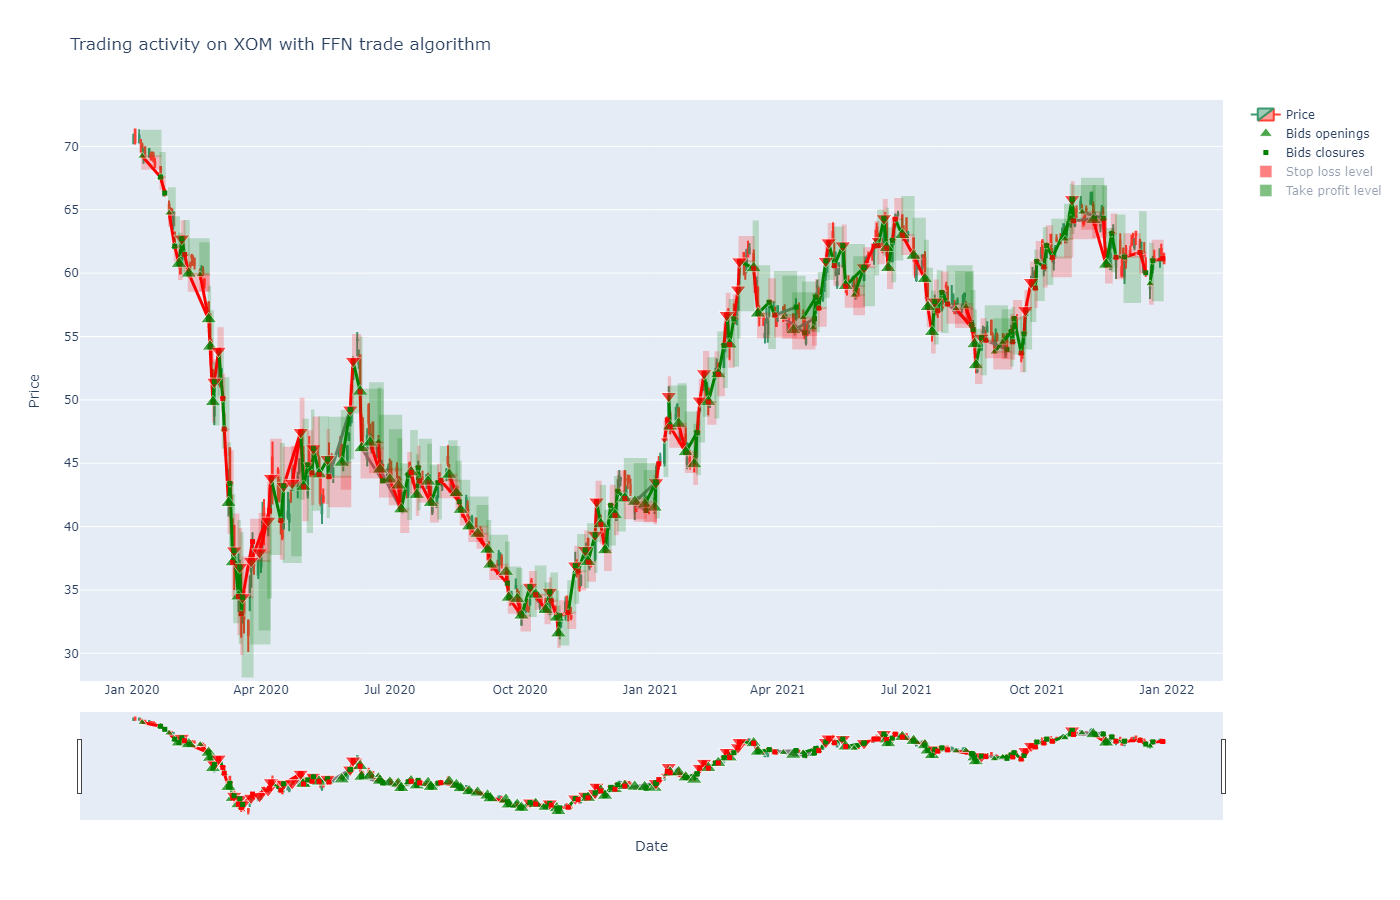 Trading activity on XOM with FFN trade algorithm
Price
Bids openings
Bids closures
Stop loss level
Take profit level
70
65
60
55
50
45
40
35
30
Price
Jan 2020
Apr 2020
Jul 2020
Oct 2020
Jan 2021
Apr 2021
Jul 2021
Oct 2021
Jan 2022
Date